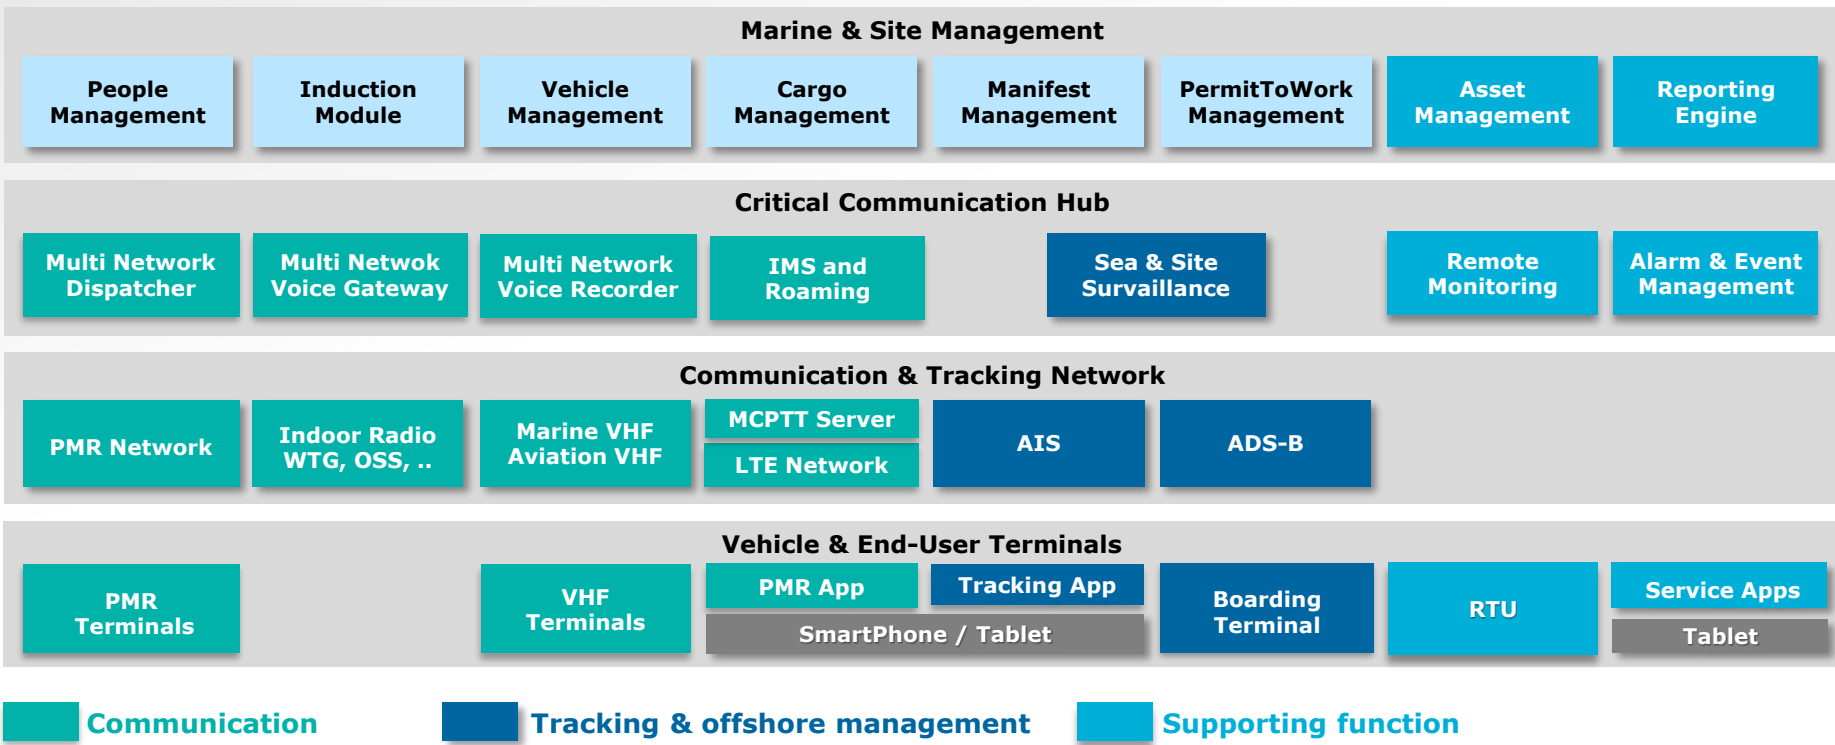 Marine & Site Management
People
Management
Induction
Module
Vehicle
Management
Cargo
Management
Manifest
Management
PermitToWork
Management
Asset
Management
Reporting
Engine
Critical Communication Hub
Multi Network
Dispatcher
Multi Netwok
Voice Gateway
Multi Network
Voice Recorder
IMS and
Roaming
Sea & Site
Survaillance
Remote
Monitoring
Alarm & Event
Management
Communication & Tracking Network
PMR Network
Indoor Radio
WTG, OSS, ..
Marine VHF
Aviation VHF
MCPTT Server
LTE Network
AIS
ADS-B
Vehicle & End-User Terminals
PMR
Terminals
VHF
Terminals
PMR App
Tracking App
SmartPhone / Tablet
Boarding
Terminal
RTU
Service Apps
Tablet
Communication
Tracking & offshore management
Supporting function